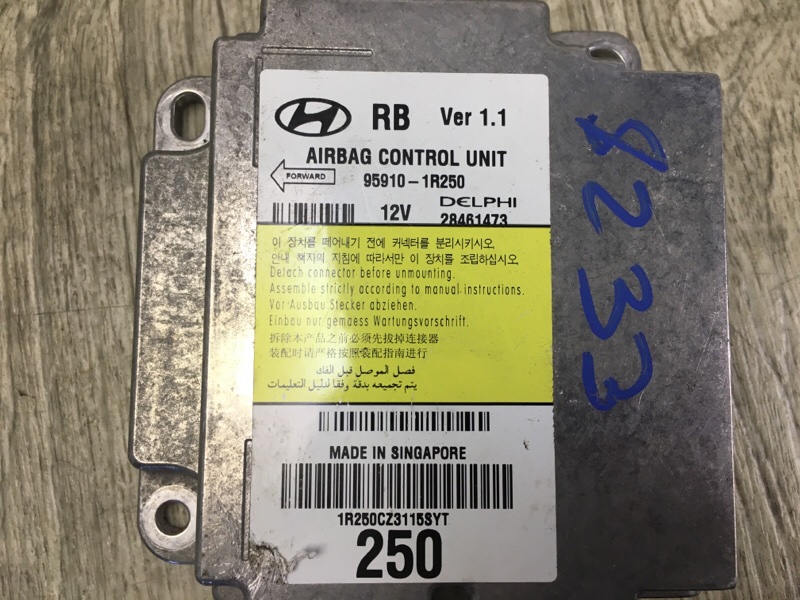 RB Ver 1.1
AIRBAG CONTROL UNIT
FORWARD
95910-1R250
12V
DELPHI
28461473
이 장치를 떼어내기 전에 커넥터를 분리시키시오.
안내 책자의 지침에 따라서만 이 장치를 조립하십시오.
Detach connector before unmounting.
Assemble strictly according to manual instructions.
Vor Ausbau Stecker abziehen.
Einbau nur gemaess Wartungsvorschrift.
拆除本产品之前必须先拔掉连接器
装配时请严格按照装配指南进行
فصل الموصل قبل الفك
يتم تجميعه بدقة وفقا لدليل التعليمات
MADE IN SINGAPORE
1R250CZ3115SYT
250
8233